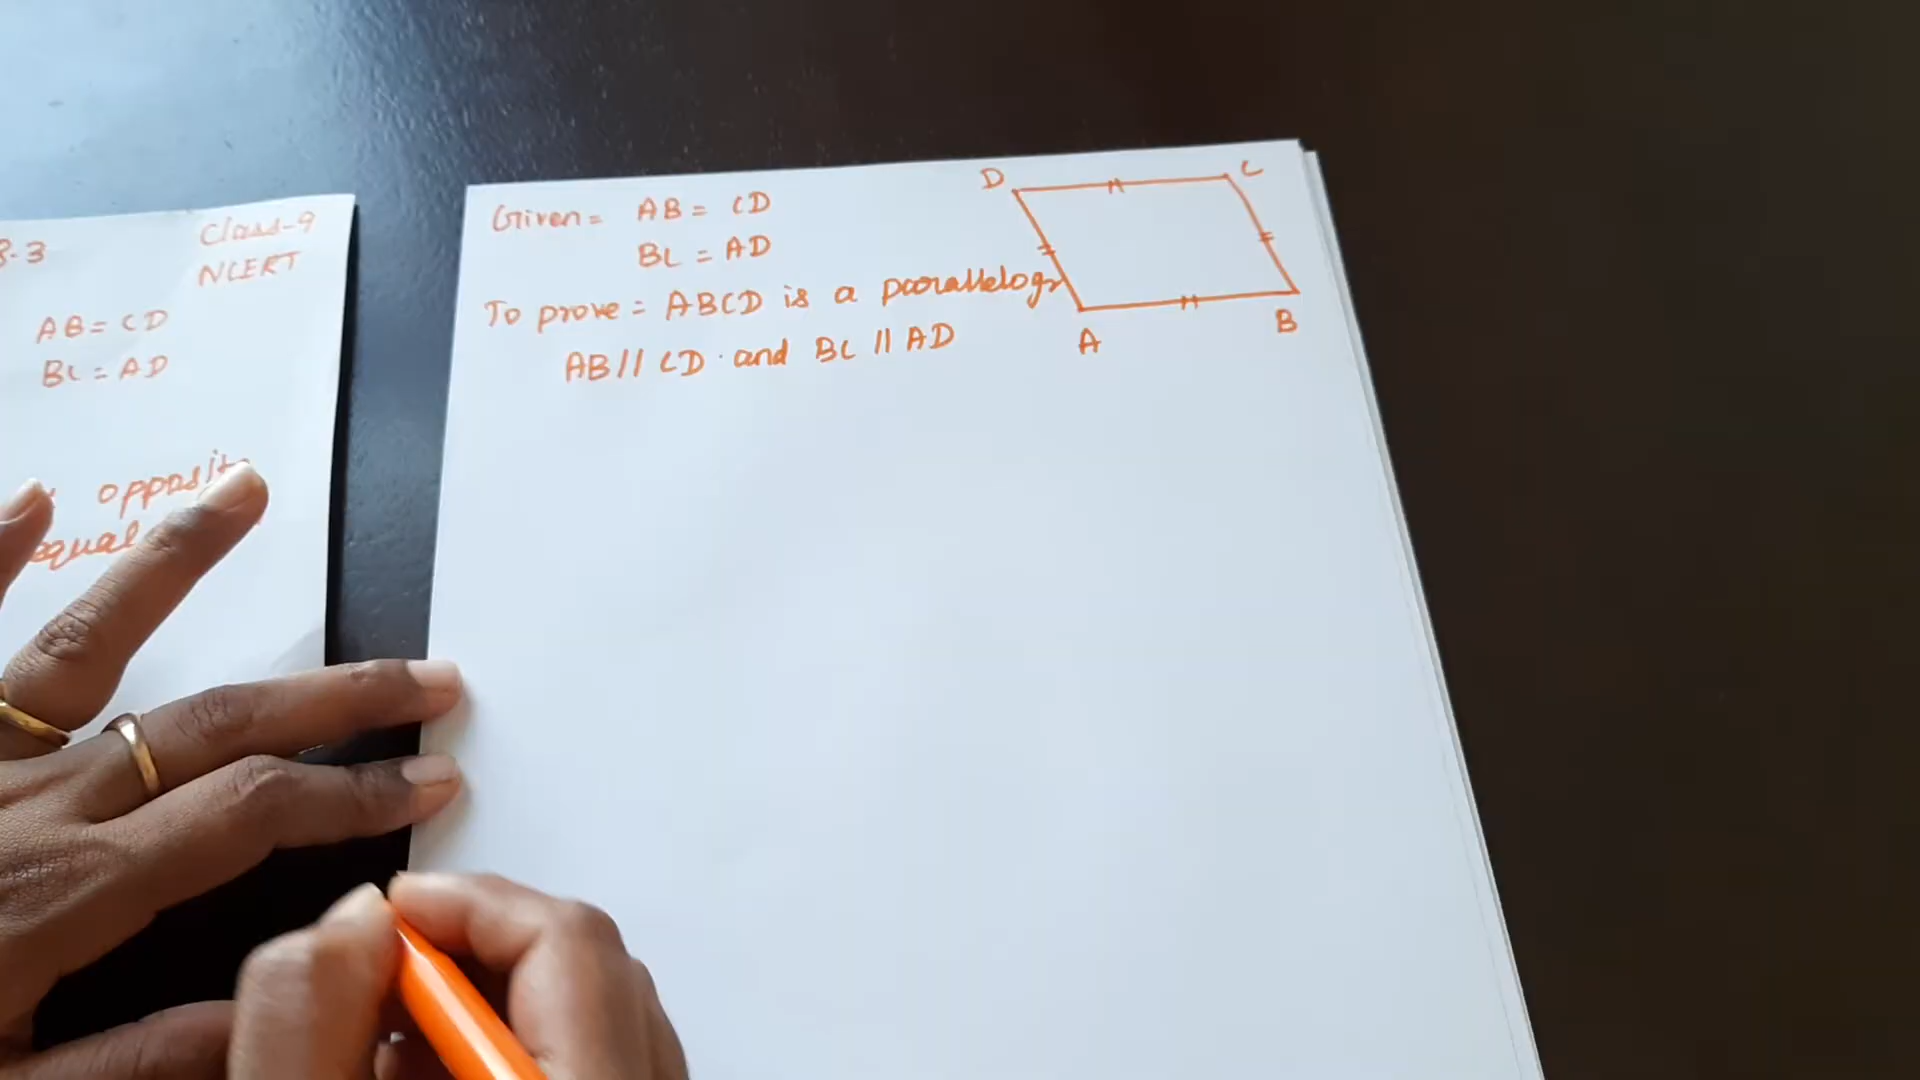 8.3
Class-9
NCERT
AB = CD
BC = AD
opposite
equal
Given = AB = CD
BC = AD
To prove = ABCD is a parallelogr
AB // CD . and BC // AD
D
C
A
B